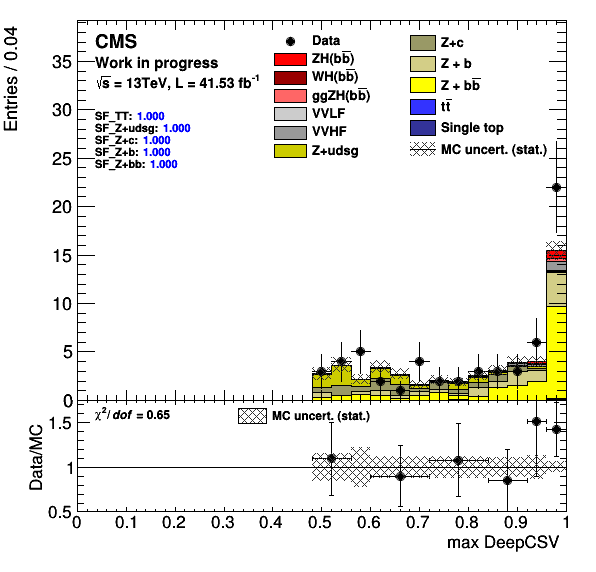 Entries / 0.04
CMS
Work in progress
√s = 13TeV, L = 41.53 fb⁻¹
SF_TT: 1.000
SF_Z+udsg: 1.000
SF_Z+c: 1.000
SF_Z+b: 1.000
SF_Z+bb: 1.000
Data
ZH(bb̅)
WH(bb̅)
ggZH(bb̅)
VVLF
VVHF
Z+udsg
Z+c
Z + b
Z + bb̅
tt̅
Single top
MC uncert. (stat.)
35
30
25
20
15
10
5
0
Data/MC
χ²/dof = 0.65
MC uncert. (stat.)
1.5
1
0.5
0 0.1 0.2 0.3 0.4 0.5 0.6 0.7 0.8 0.9 1
max DeepCSV